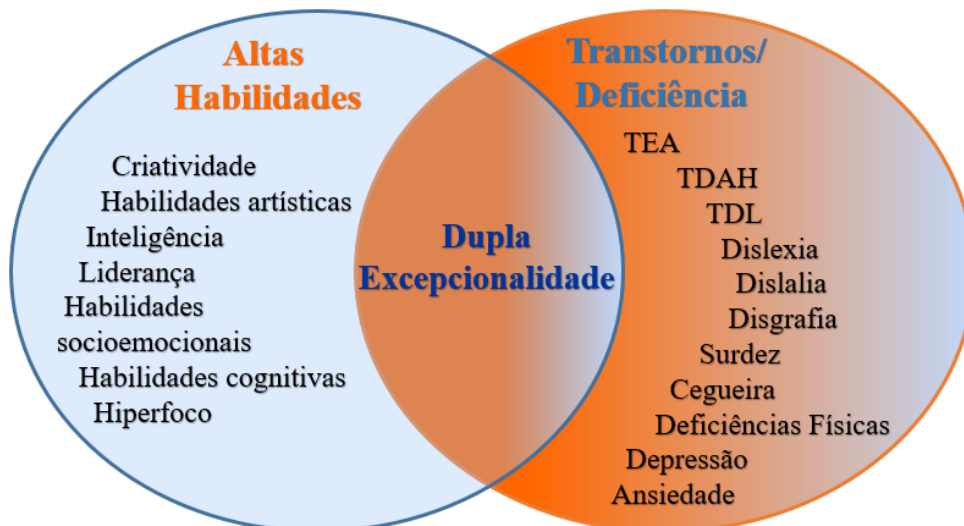 Altas
Habilidades
Criatividade
Habilidades artísticas
Inteligência
Liderança
Habilidades
socioemocionais
Habilidades cognitivas
Hiperfoco
Dupla
Excepcionalidade
Transtornos/
Deficiência
TEA
TDAH
TDL
Dislexia
Dislalia
Disgrafia
Surdez
Cegueira
Deficiências Físicas
Depressão
Ansiedade